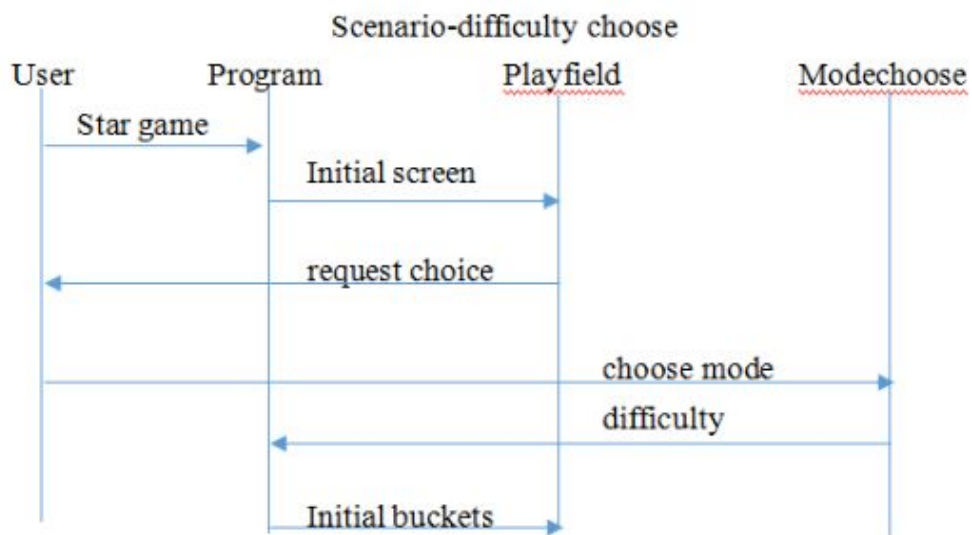 Scenario-difficulty choose
User Program Playfield Modechoose
Star game
Initial screen
request choice
choose mode
difficulty
Initial buckets